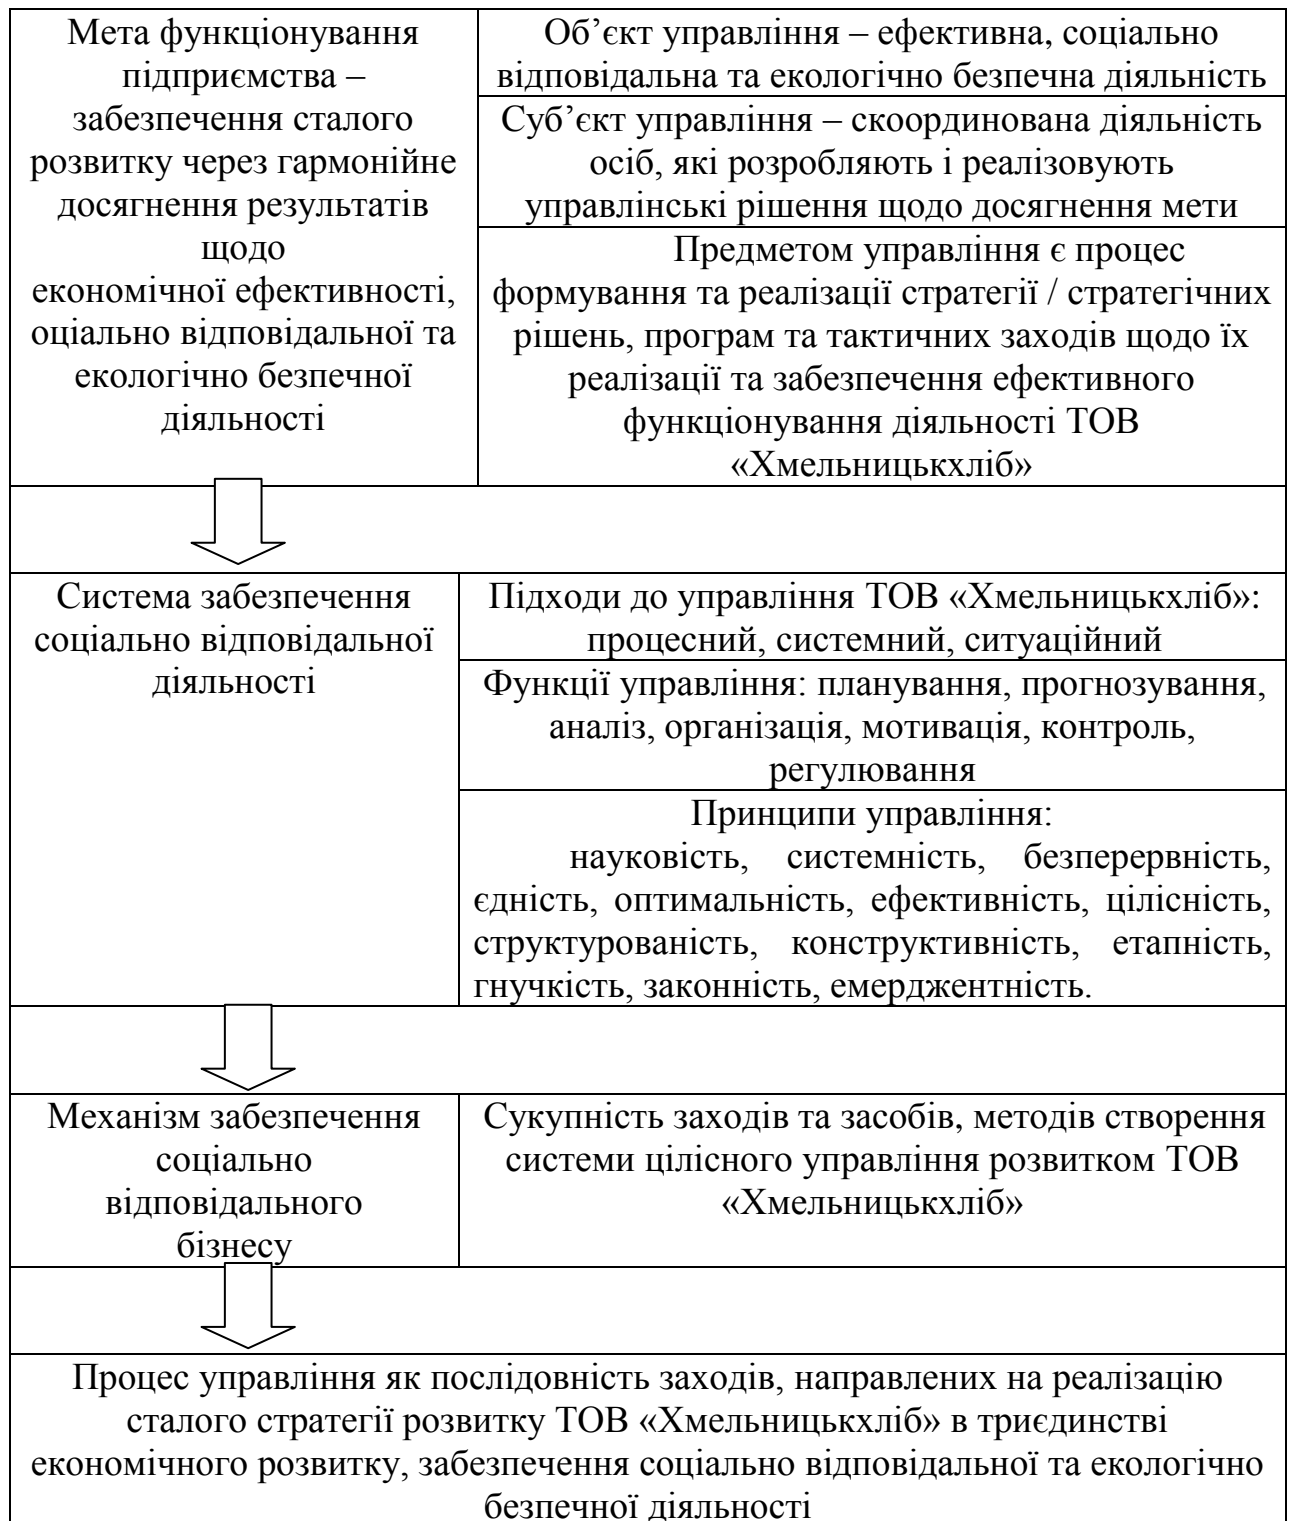 Мета функціонування
підприємства –
забезпечення сталого
розвитку через гармонійне
досягнення результатів
щодо
економічної ефективності,
оціально відповідальної та
екологічно безпечної
діяльності
Об’єкт управління – ефективна, соціально
відповідальна та екологічно безпечна діяльність
Суб’єкт управління – скоординована діяльність
осіб, які розробляють і реалізовують
управлінські рішення щодо досягнення мети
Предметом управління є процес
формування та реалізації стратегії / стратегічних
рішень, програм та тактичних заходів щодо їх
реалізації та забезпечення ефективного
функціонування діяльності ТОВ
«Хмельницькхліб»
Система забезпечення
соціально відповідальної
діяльності
Підходи до управління ТОВ «Хмельницькхліб»:
процесний, системний, ситуаційний
Функції управління: планування, прогнозування,
аналіз, організація, мотивація, контроль,
регулювання
Принципи управління:
науковість, системність, безперервність,
єдність, оптимальність, ефективність, цілісність,
структурованість, конструктивність, етапність,
гнучкість, законність, емерджентність.
Механізм забезпечення
соціально
відповідального
бізнесу
Сукупність заходів та засобів, методів створення
системи цілісного управління розвитком ТОВ
«Хмельницькхліб»
Процес управління як послідовність заходів, направлених на реалізацію
сталого стратегії розвитку ТОВ «Хмельницькхліб» в триєдинстві
економічного розвитку, забезпечення соціально відповідальної та екологічно
безпечної діяльності